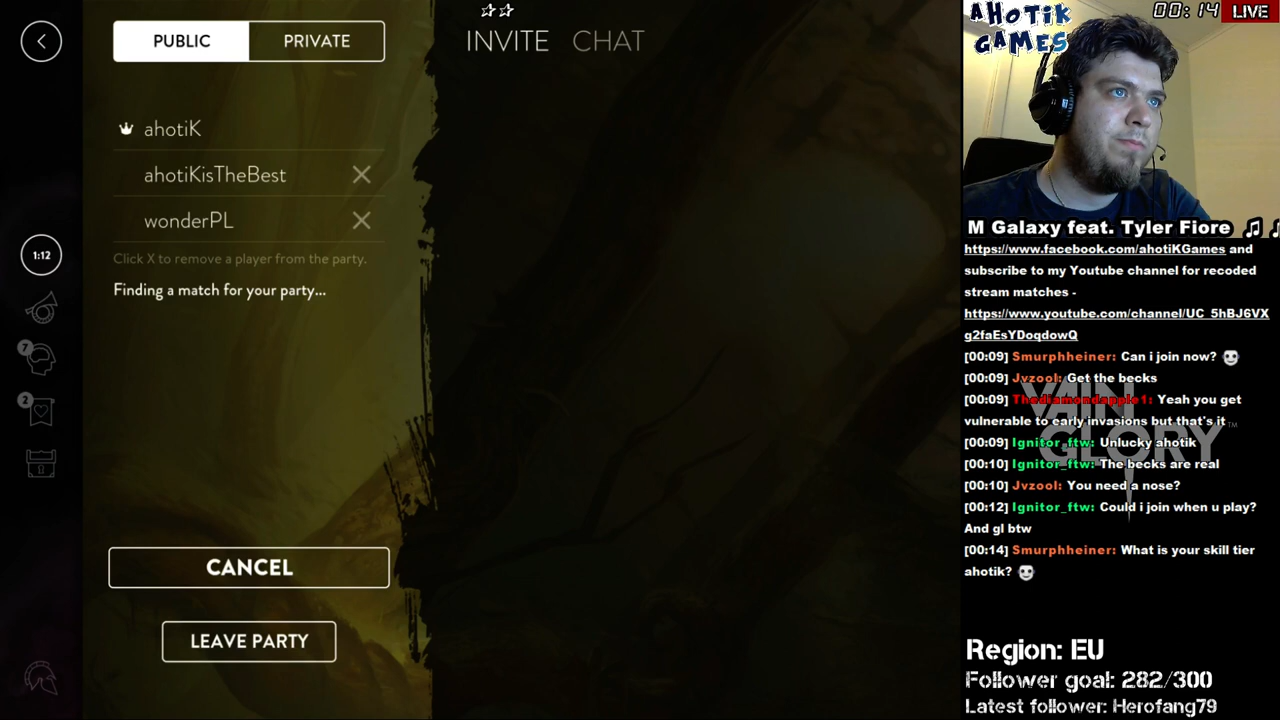 PUBLIC
PRIVATE
INVITE CHAT
ahotiK
ahotiKisTheBest
wonderPL
Click X to remove a player from the party.
Finding a match for your party...
1:12
7
2
CANCEL
LEAVE PARTY
AHOTIK
GAMES
00:14 LIVE
M Galaxy feat. Tyler Fiore
https://www.facebook.com/ahotiKGames and
subscribe to my Youtube channel for recoded
stream matches -
https://www.youtube.com/channel/UC_5hBJ6VX
g2faEsYDoqdowQ
[00:09] Smurphheiner: Can i join now?
[00:09] Jvzool: Get the becks
[00:09] Thediamondapple1: Yeah you get
vulnerable to early invasions but that's it
[00:09] Ignitor_ftw: Unlucky ahotik
[00:10] Ignitor_ftw: The becks are real
[00:10] Jvzool: You need a nose?
[00:12] Ignitor_ftw: Could i join when u play?
And gl btw
[00:14] Smurphheiner: What is your skill tier
ahotik?
VAIN
GLORY™
Region: EU
Follower goal: 282/300
Latest follower: Herofang79